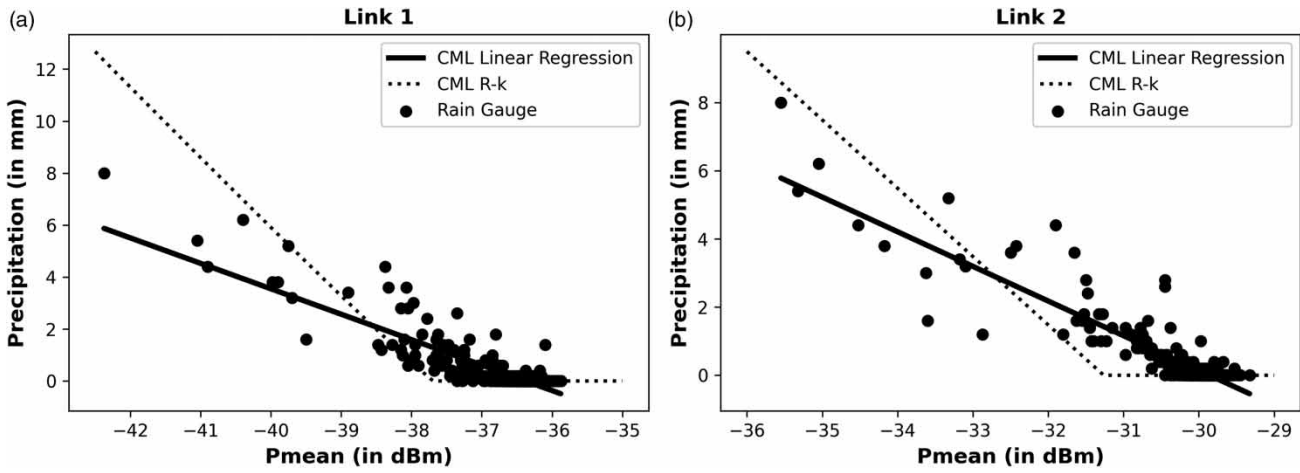 (a)
Link 1
CML Linear Regression
CML R-k
Rain Gauge
Precipitation (in mm)
12
10
8
6
4
2
0
−42
−41
−40
−39
−38
−37
−36
−35
Pmean (in dBm)
(b)
Link 2
CML Linear Regression
CML R-k
Rain Gauge
Precipitation (in mm)
8
6
4
2
0
−36
−35
−34
−33
−32
−31
−30
−29
Pmean (in dBm)